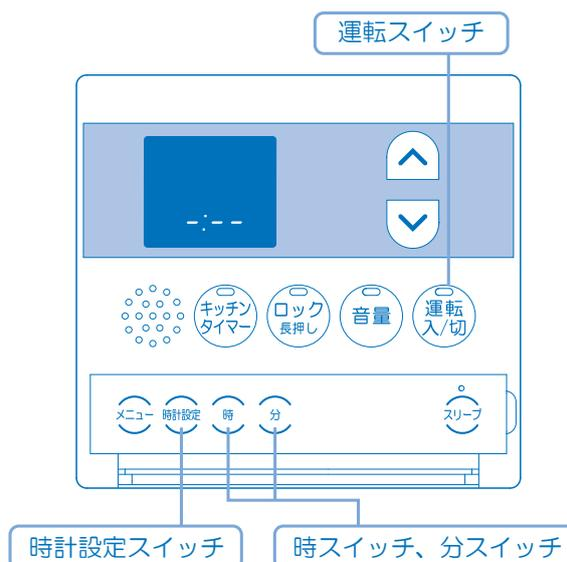 運転スイッチ
-:--
キッチン
タイマー
ロック
長押し
音量
運転
入/切
メニュー
時計設定
時
分
スリープ
時計設定スイッチ
時スイッチ、分スイッチ